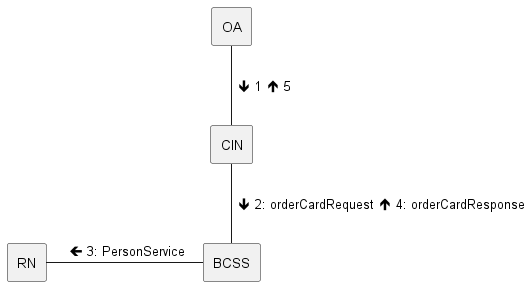 OA
🡳 1 🡱 5
CIN
🡳 2: orderCardRequest 🡱 4: orderCardResponse
🡰 3: PersonService
RN
BCSS